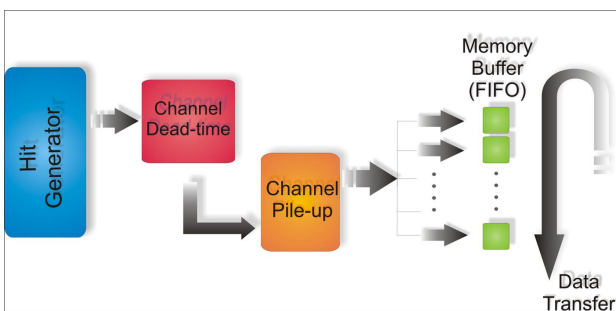 Hit
Generator
Channel
Dead-time
Channel
Pile-up
Memory
Buffer
(FIFO)
Data
Transfer